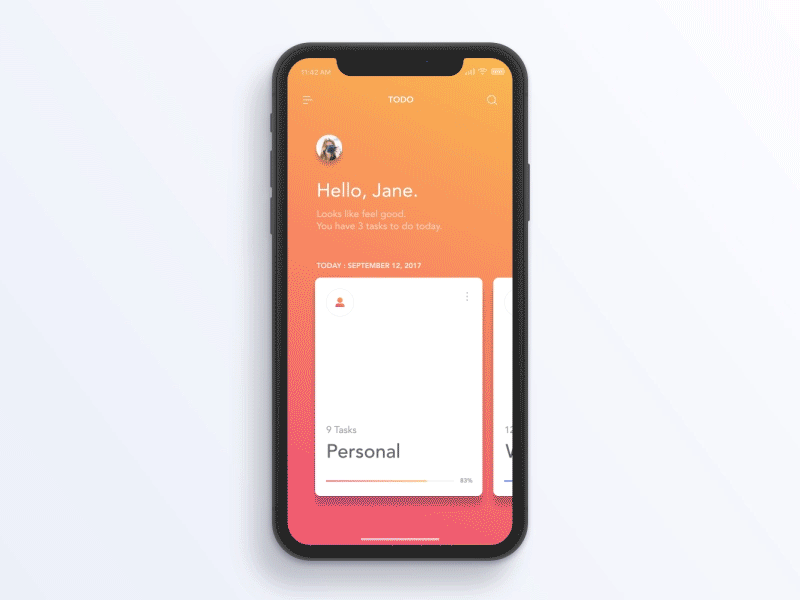 11:42 AM
TODO
Hello, Jane.
Looks like feel good.
You have 3 tasks to do today.
TODAY : SEPTEMBER 12, 2017
9 Tasks
12
Personal
W
83%